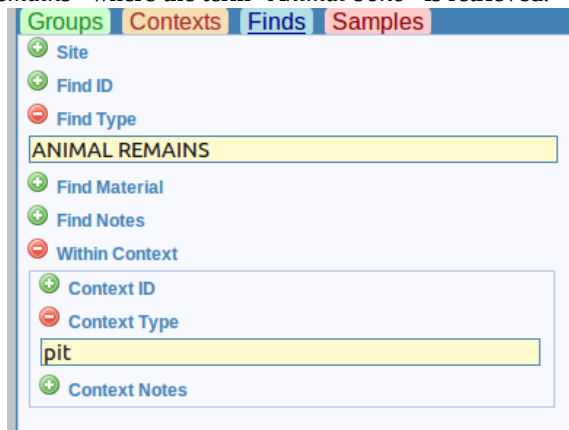 Groups Contexts Finds Samples
Site
Find ID
Find Type
ANIMAL REMAINS
Find Material
Find Notes
Within Context
Context ID
Context Type
pit
Context Notes